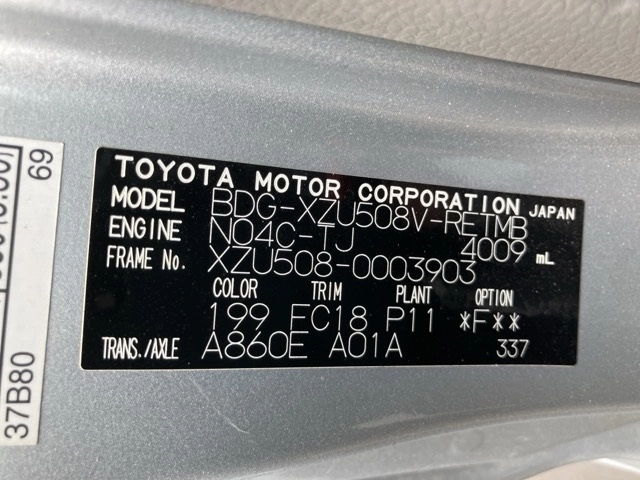 TOYOTA MOTOR CORPORATION JAPAN
MODEL BDG-XZU508V-RETMB
ENGINE N04C-TJ 4009 mL
FRAME No. XZU508-0003903
COLOR TRIM PLANT OPTION
199 FC18 P11 *F**
TRANS./AXLE A860E A01A 337
69
37B80